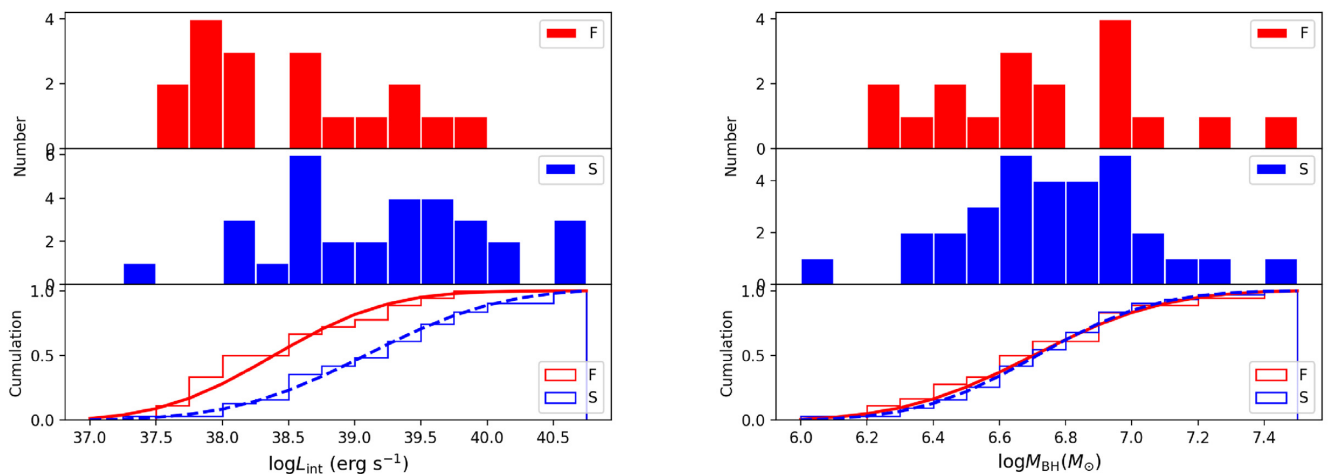 4
2
0
Number
F
6
4
2
0
S
1.0
0.5
0.0
Cumulation
F
S
37.0 37.5 38.0 38.5 39.0 39.5 40.0 40.5
logL_int (erg s⁻¹)
4
2
0
Number
F
4
2
0
S
1.0
0.5
0.0
Cumulation
F
S
6.0 6.2 6.4 6.6 6.8 7.0 7.2 7.4
logM_BH(M_⊙)